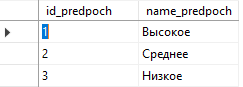 id_predpoch name_predpoch
1 Высокое
2 Среднее
3 Низкое